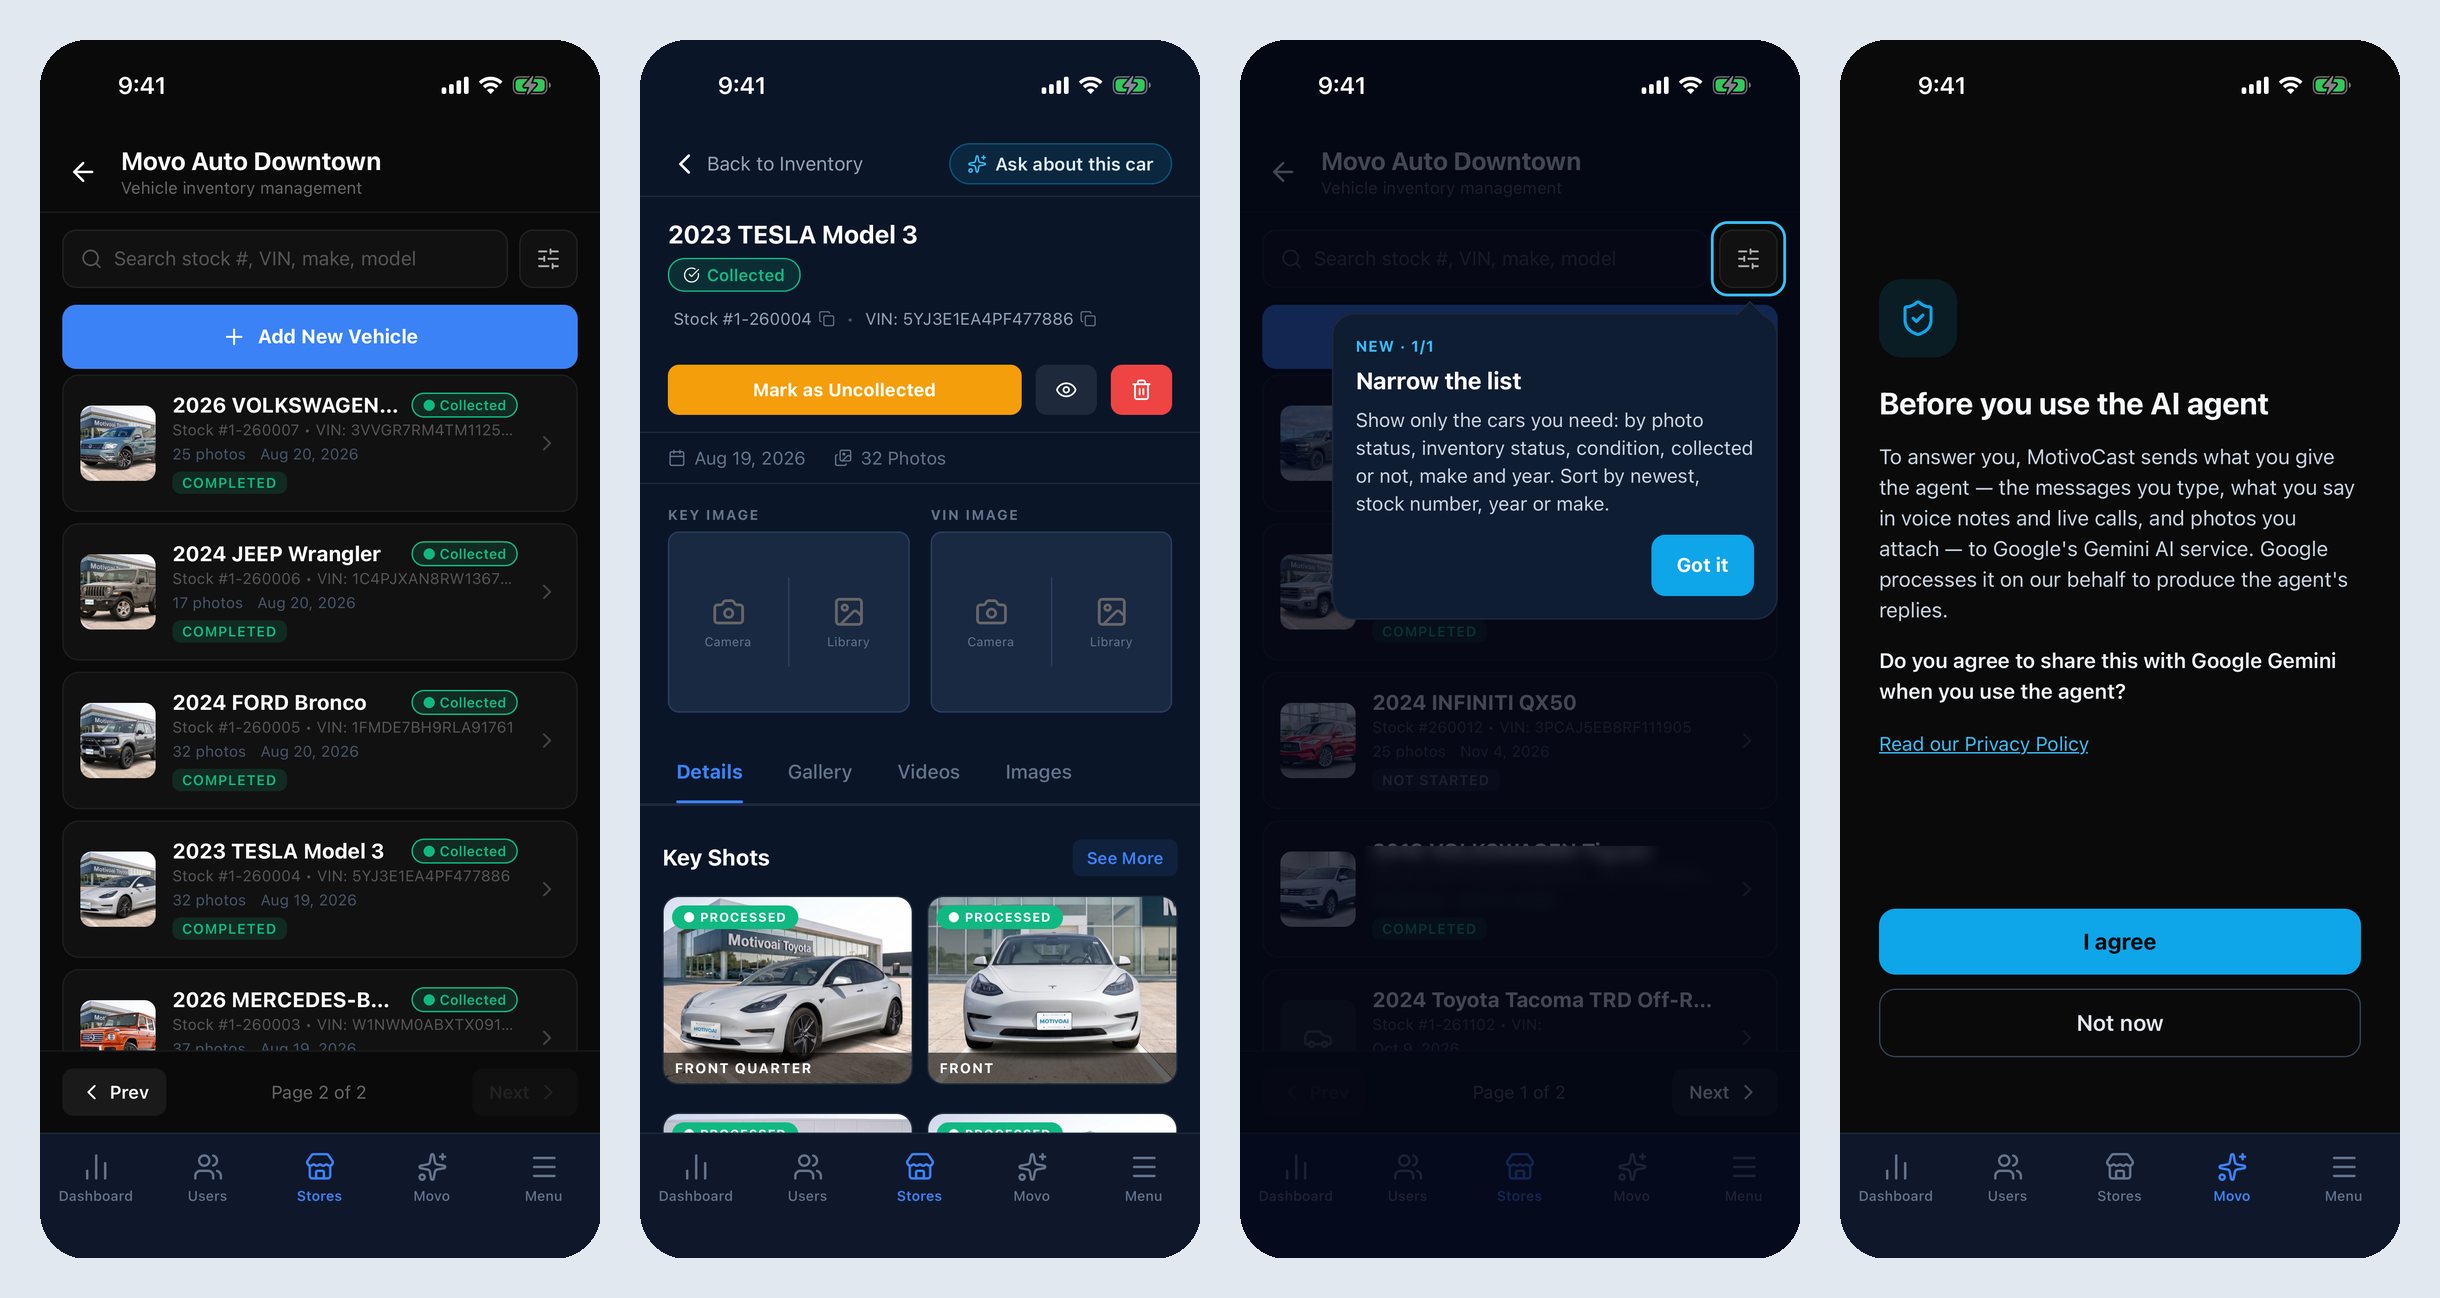 9:41
Movo Auto Downtown
Vehicle inventory management
Search stock #, VIN, make, model
Add New Vehicle
2026 VOLKSWAGEN... Collected
Stock #1-260007 • VIN: 3VVGR7RM4TM1125...
25 photos Aug 20, 2026
COMPLETED
2024 JEEP Wrangler Collected
Stock #1-260006 • VIN: 1C4PJXAN8RW1367...
17 photos Aug 20, 2026
COMPLETED
2024 FORD Bronco Collected
Stock #1-260005 • VIN: 1FMDE7BH9RLA91761
32 photos Aug 20, 2026
COMPLETED
2023 TESLA Model 3 Collected
Stock #1-260004 • VIN: 5YJ3E1EA4PF477886
32 photos Aug 19, 2026
COMPLETED
2026 MERCEDES-B... Collected
Stock #1-260003 • VIN: W1NWM0ABXTX091...
37 photos Aug 19, 2026
Prev Page 2 of 2 Next
Dashboard Users Stores Movo Menu
9:41
Back to Inventory Ask about this car
2023 TESLA Model 3
Collected
Stock #1-260004 • VIN: 5YJ3E1EA4PF477886
Mark as Uncollected
Aug 19, 2026 32 Photos
KEY IMAGE VIN IMAGE
Camera Library Camera Library
Details Gallery Videos Images
Key Shots See More
PROCESSED PROCESSED
Motivoai Toyota
MOTIVOAI MOTIVOAI
FRONT QUARTER FRONT
PROCESSED PROCESSED
Dashboard Users Stores Movo Menu
9:41
Movo Auto Downtown
Vehicle inventory management
Search stock #, VIN, make, model
NEW · 1/1
Narrow the list
Show only the cars you need: by photo
status, inventory status, condition, collected
or not, make and year. Sort by newest,
stock number, year or make.
Got it
COMPLETED
2024 INFINITI QX50
Stock #260012 • VIN: 3PCAJ5EB8RF111905
25 photos Nov 4, 2026
NOT STARTED
COMPLETED
2024 Toyota Tacoma TRD Off-R...
Stock #1-261102 • VIN:
Oct 9, 2026
Prev Page 1 of 2 Next
Dashboard Users Stores Movo Menu
9:41
Before you use the AI agent
To answer you, MotivoCast sends what you give
the agent — the messages you type, what you say
in voice notes and live calls, and photos you
attach — to Google's Gemini AI service. Google
processes it on our behalf to produce the agent's
replies.
Do you agree to share this with Google Gemini
when you use the agent?
Read our Privacy Policy
I agree
Not now
Dashboard Users Stores Movo Menu